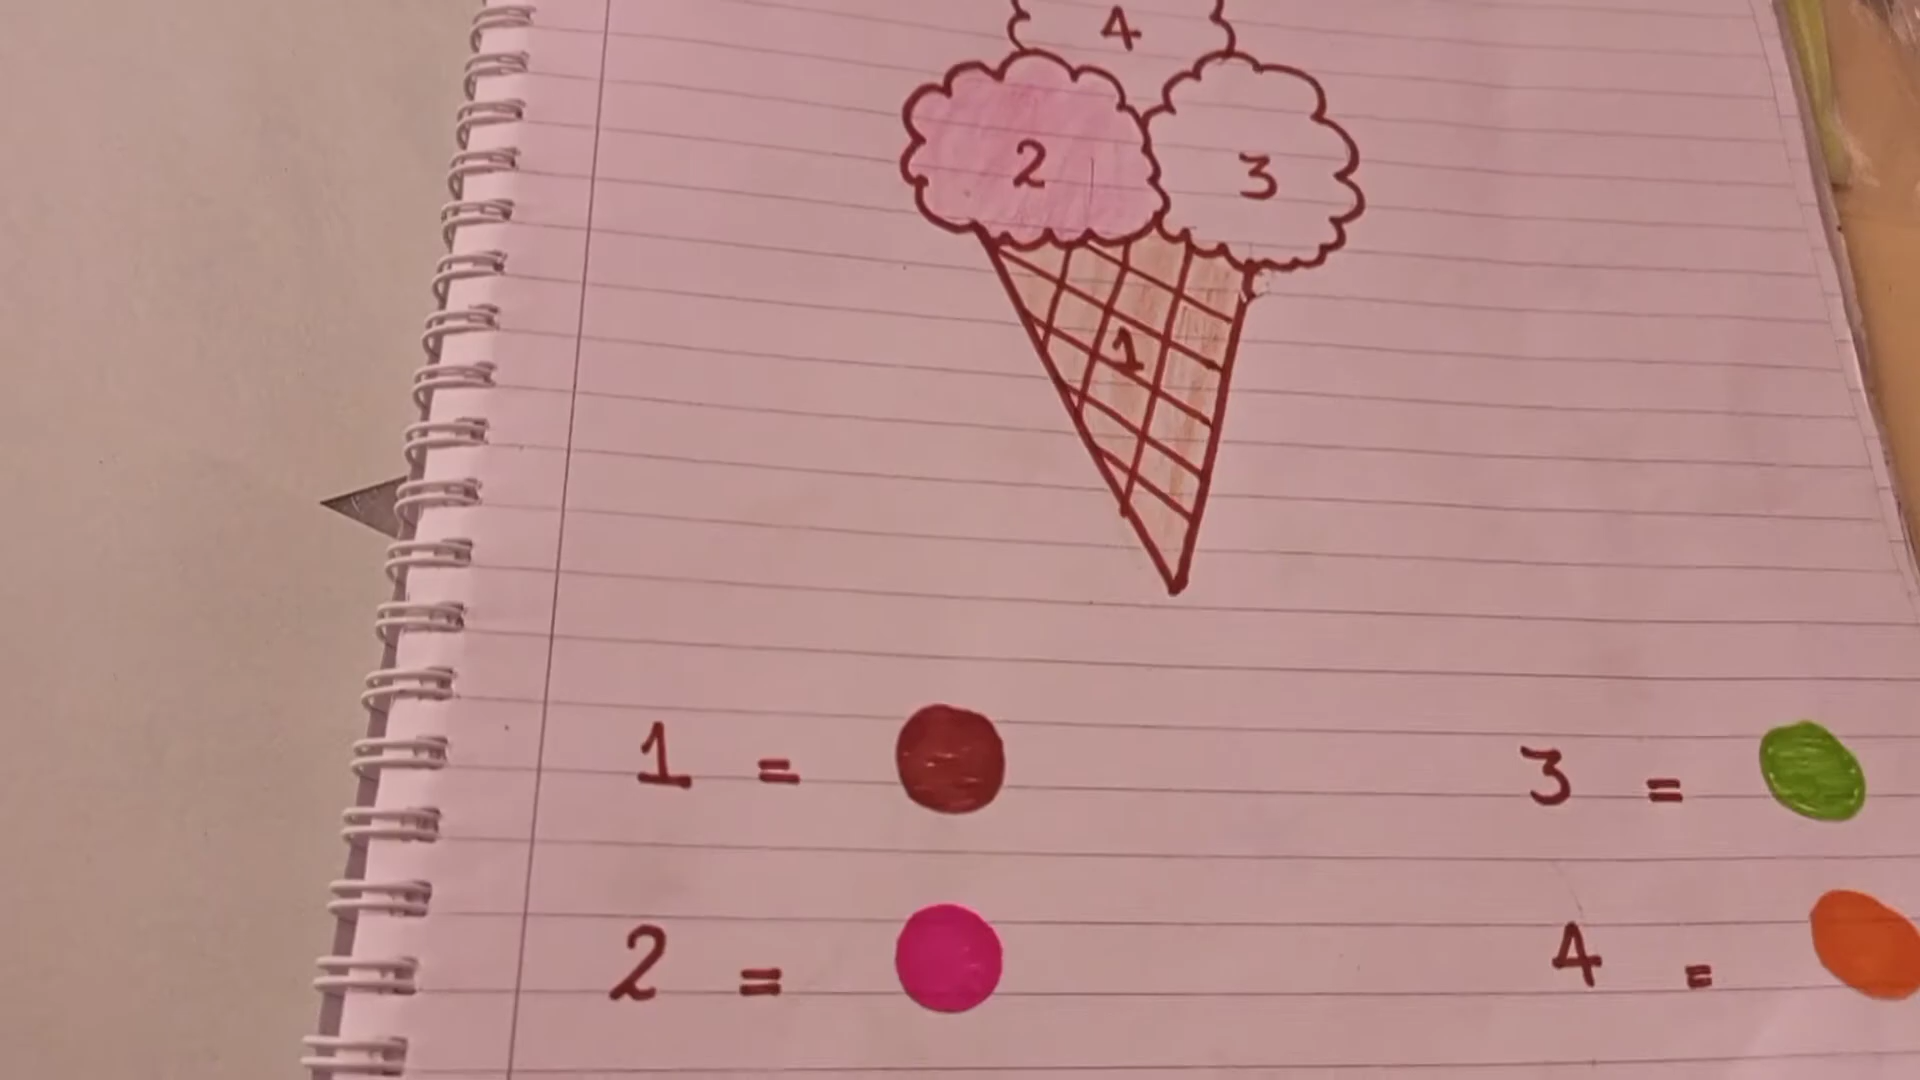 4
2 3
1
1 = 3 =
2 = 4 =